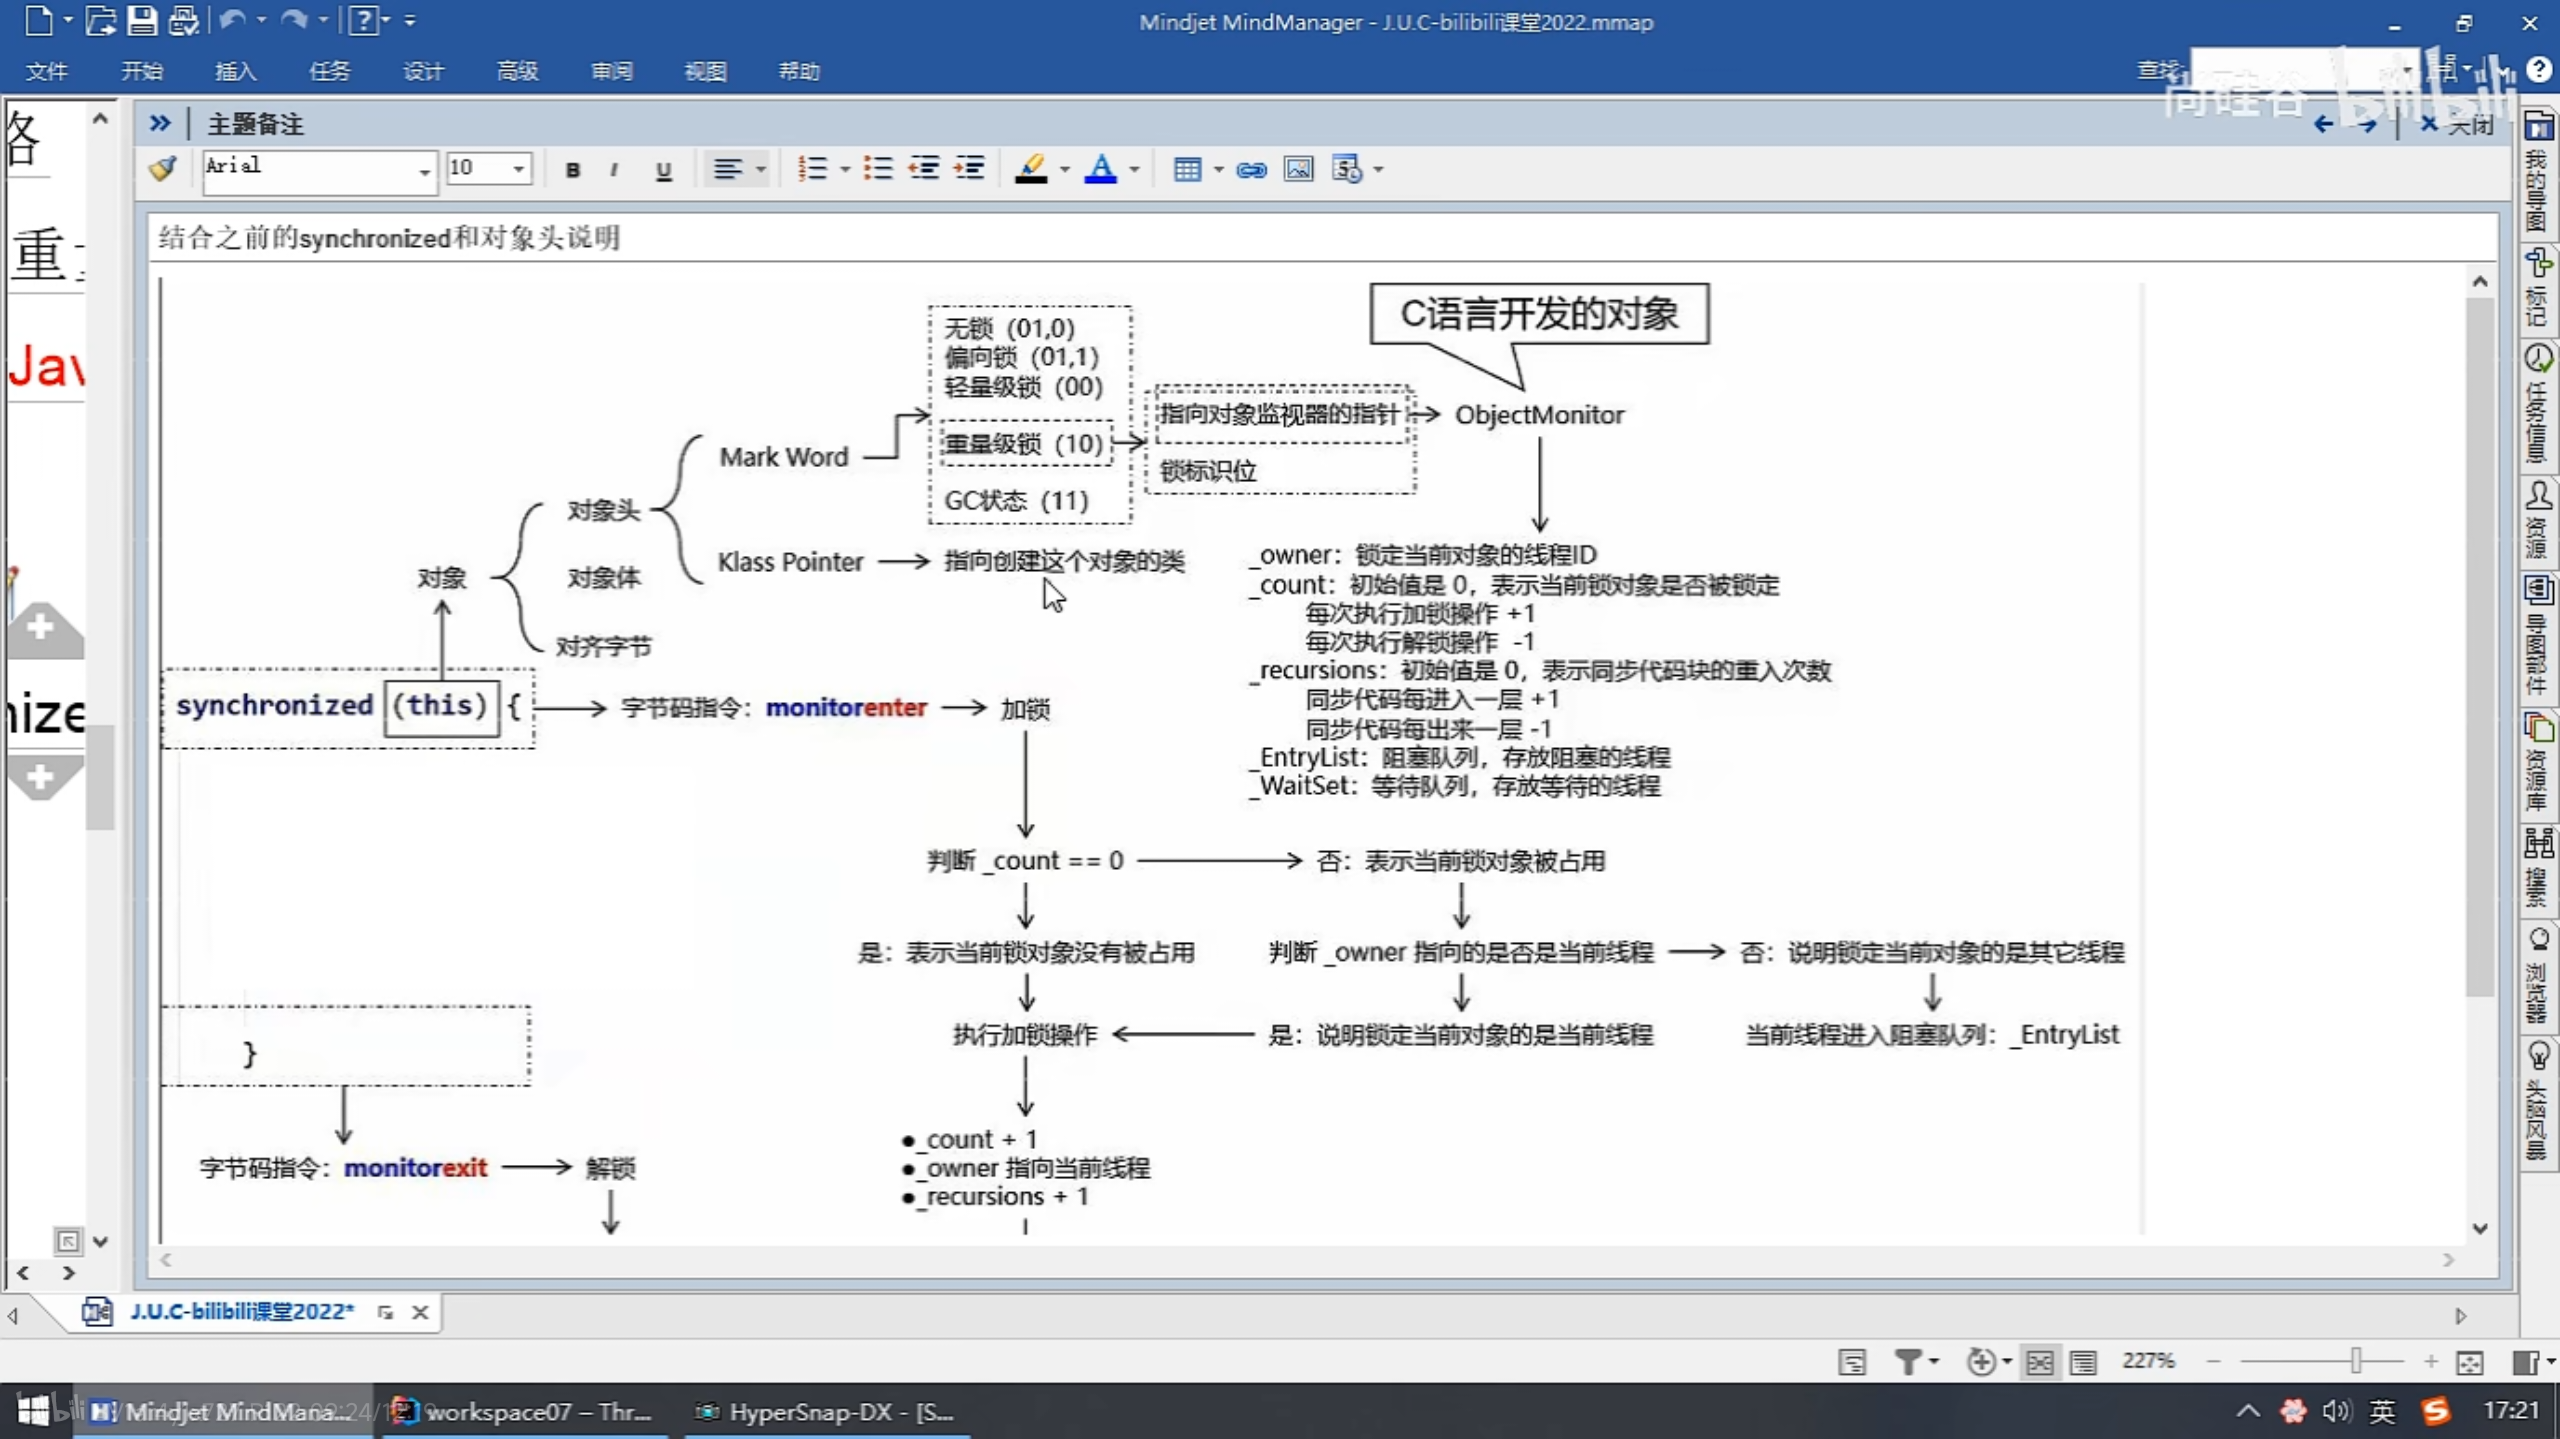 Mindjet MindManager - J.U.C-bilibili课堂2022.mmap
文件 开始 插入 任务 设计 高级 审阅 视图 帮助
尚硅谷 bilibili
主题备注
关闭
Arial 10 B I U
各
重
Jav
nize
结合之前的synchronized和对象头说明
C语言开发的对象
无锁 (01,0)
偏向锁 (01,1)
轻量级锁 (00)
重量级锁 (10)
GC状态 (11)
指向对象监视器的指针
锁标识位
ObjectMonitor
Mark Word
对象头
Klass Pointer
指向创建这个对象的类
对象
对象体
对齐字节
_owner：锁定当前对象的线程ID
_count：初始值是 0，表示当前锁对象是否被锁定
每次执行加锁操作 +1
每次执行解锁操作 -1
_recursions：初始值是 0，表示同步代码块的重入次数
同步代码每进入一层 +1
同步代码每出来一层 -1
_EntryList：阻塞队列，存放阻塞的线程
_WaitSet：等待队列，存放等待的线程
synchronized (this) {
字节码指令：monitorenter
加锁
判断 _count == 0
否：表示当前锁对象被占用
是：表示当前锁对象没有被占用
判断 _owner 指向的是否是当前线程
否：说明锁定当前对象的是其它线程
执行加锁操作
是：说明锁定当前对象的是当前线程
当前线程进入阻塞队列：_EntryList
}
●_count + 1
●_owner 指向当前线程
●_recursions + 1
字节码指令：monitorexit
解锁
我的导图
标记
任务信息
资源
导图部件
资源库
搜索
浏览器
头脑风暴
J.U.C-bilibili课堂2022*
227%
Mindjet MindMana...
workspace07 – Thr...
HyperSnap-DX - [S...
英
17:21